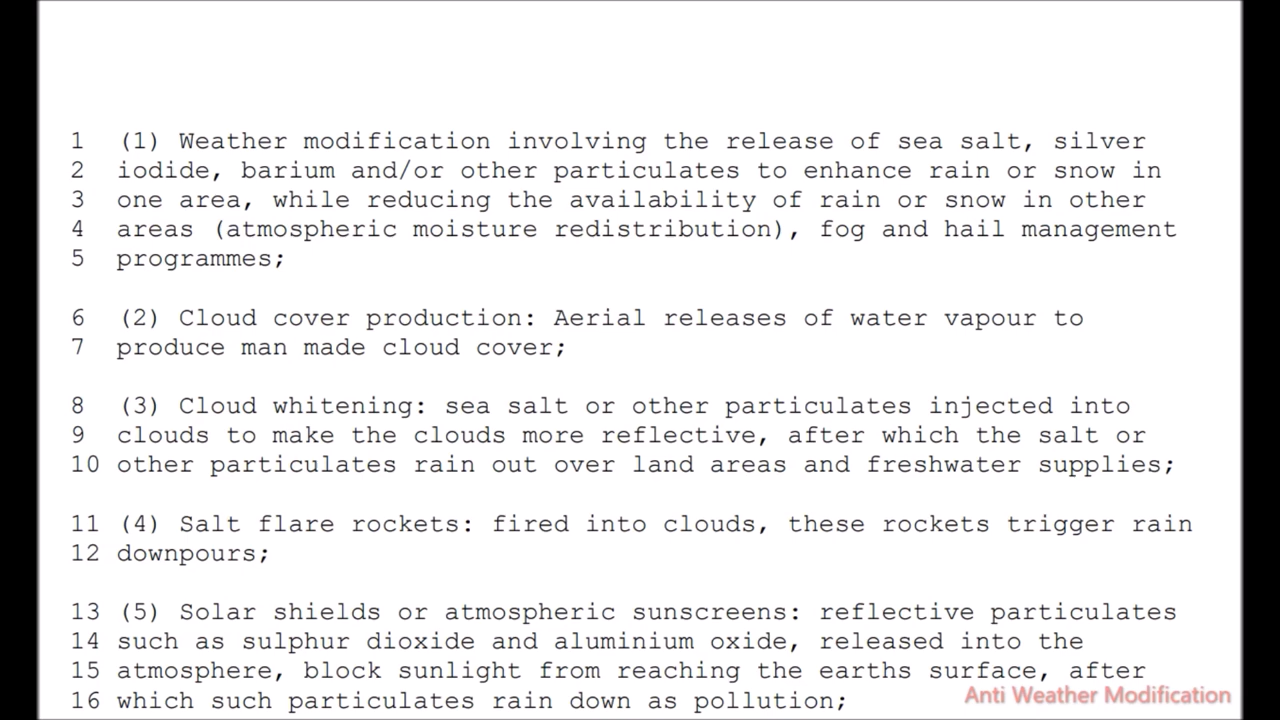 1 (1) Weather modification involving the release of sea salt, silver
2 iodide, barium and/or other particulates to enhance rain or snow in
3 one area, while reducing the availability of rain or snow in other
4 areas (atmospheric moisture redistribution), fog and hail management
5 programmes;
6 (2) Cloud cover production: Aerial releases of water vapour to
7 produce man made cloud cover;
8 (3) Cloud whitening: sea salt or other particulates injected into
9 clouds to make the clouds more reflective, after which the salt or
10 other particulates rain out over land areas and freshwater supplies;
11 (4) Salt flare rockets: fired into clouds, these rockets trigger rain
12 downpours;
13 (5) Solar shields or atmospheric sunscreens: reflective particulates
14 such as sulphur dioxide and aluminium oxide, released into the
15 atmosphere, block sunlight from reaching the earths surface, after
16 which such particulates rain down as pollution;
Anti Weather Modification